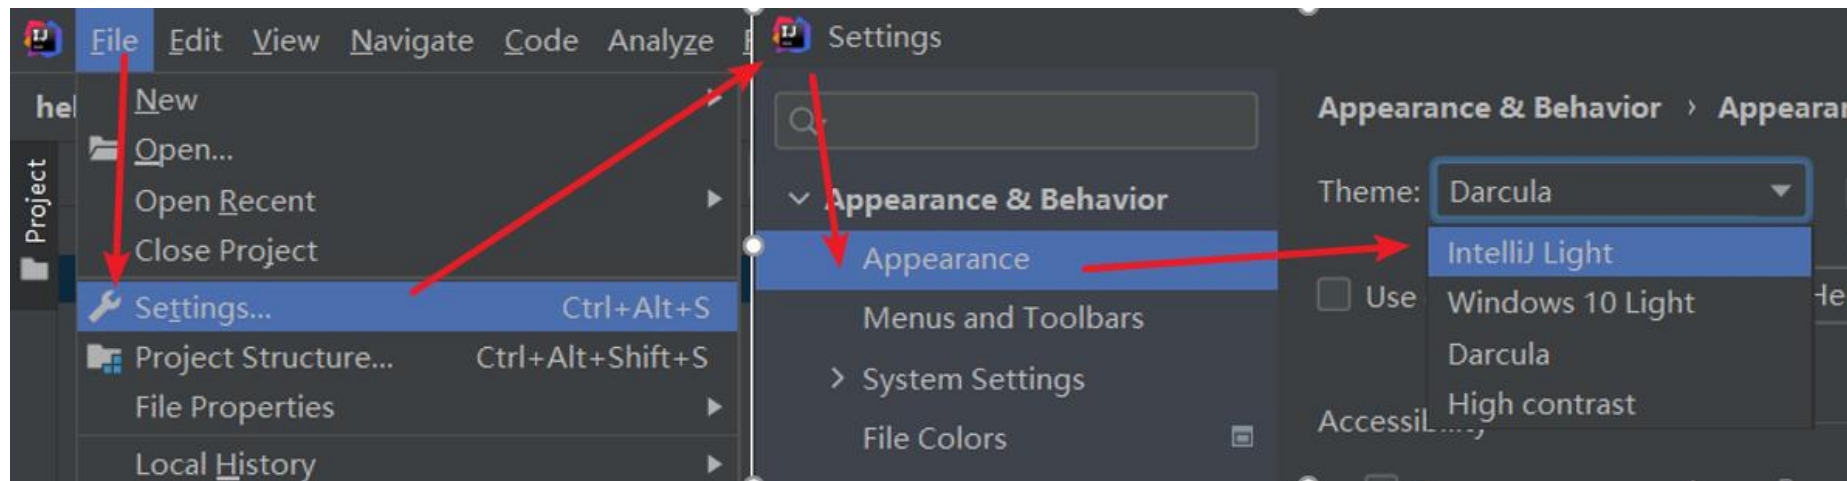 File Edit View Navigate Code Analyze
New
Open...
Open Recent
Close Project
Settings... Ctrl+Alt+S
Project Structure... Ctrl+Alt+Shift+S
File Properties
Local History
hel
Project
Settings
Appearance & Behavior
Appearance
Menus and Toolbars
System Settings
File Colors
Appearance & Behavior › Appearan
Theme: Darcula
IntelliJ Light
Windows 10 Light
Darcula
High contrast
Use
He